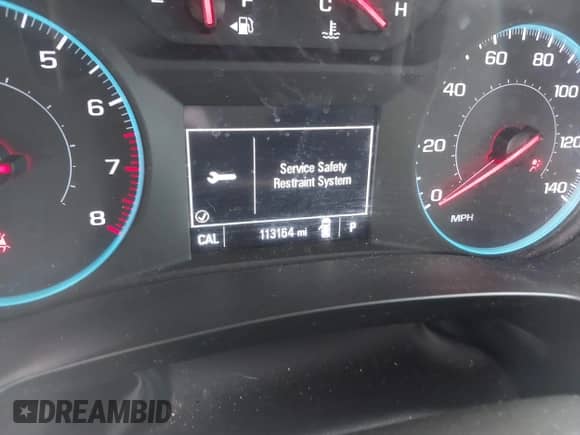 F
C
H
5
6
7
8
Service Safety
Restraint System
CAL
113164 mi
P
0
20
40
60
80
100
120
140
MPH
DREAMBID